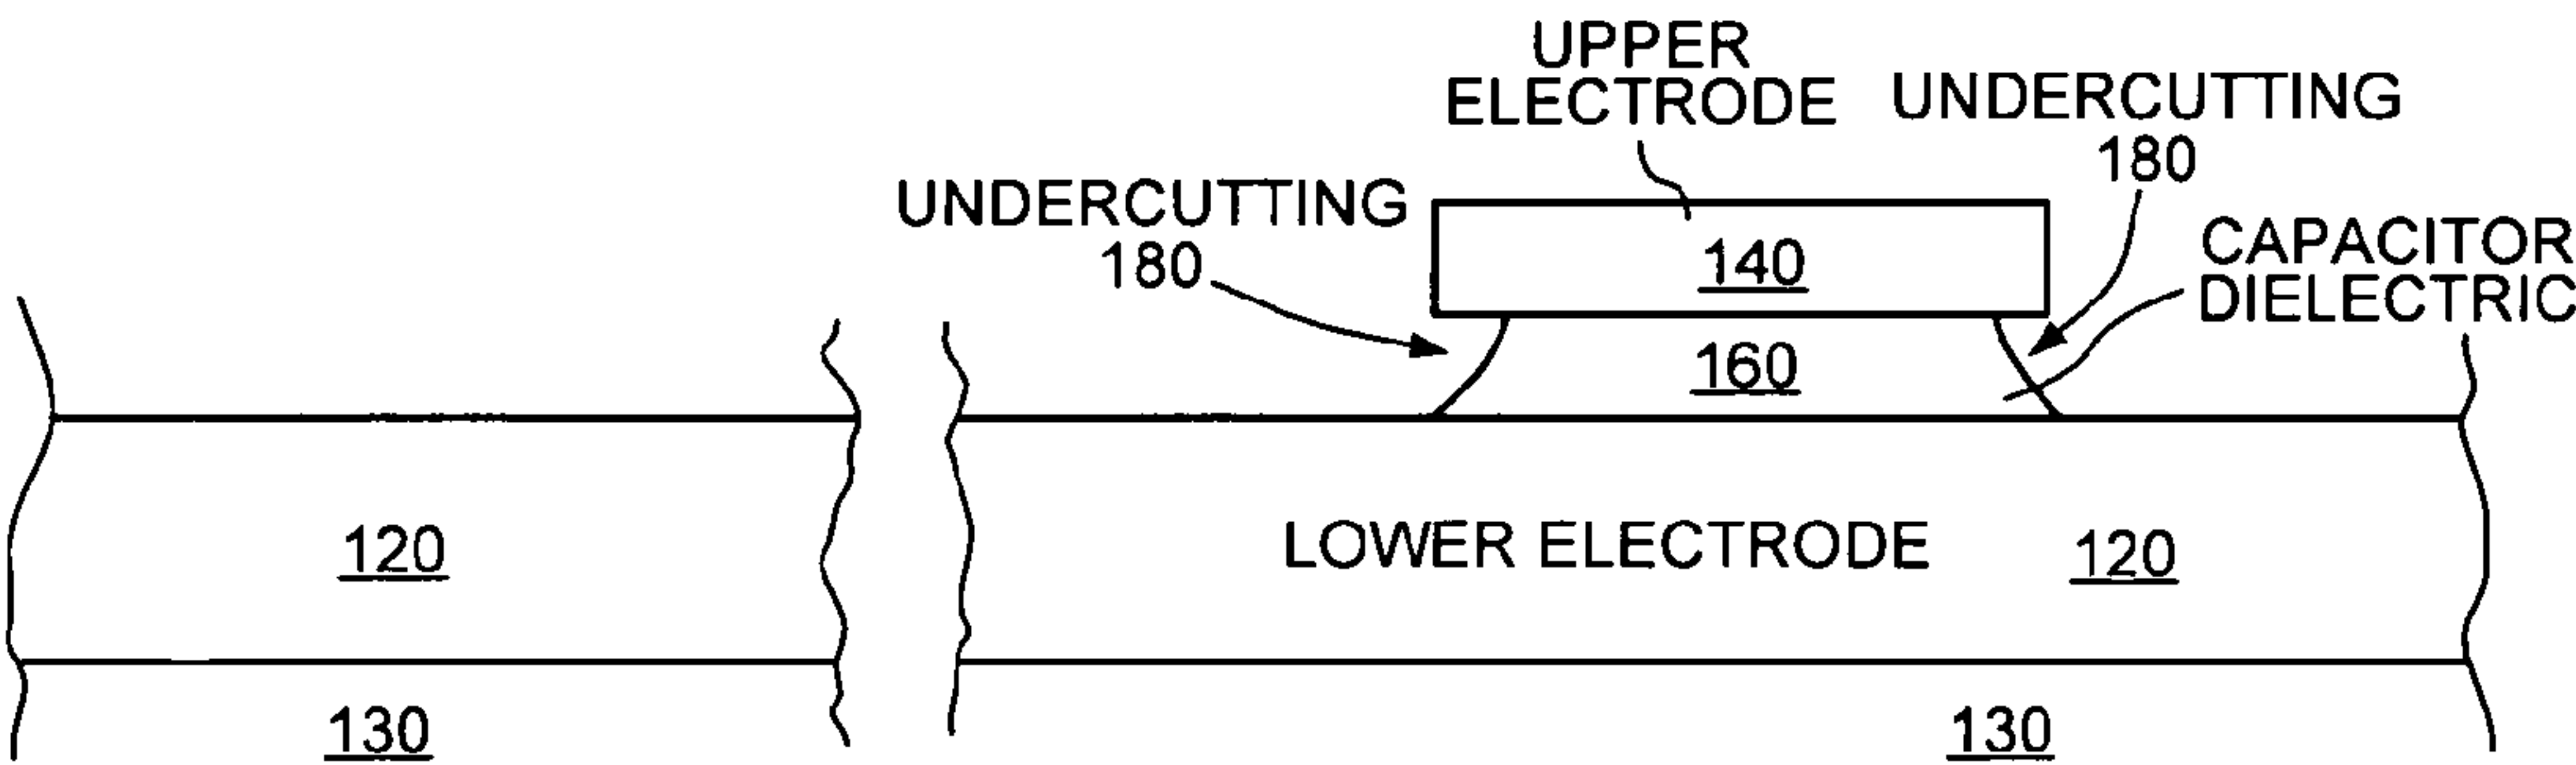 UPPER
ELECTRODE
UNDERCUTTING
180
UNDERCUTTING
180
140
CAPACITOR
DIELECTRIC
160
120
LOWER ELECTRODE
120
130
130